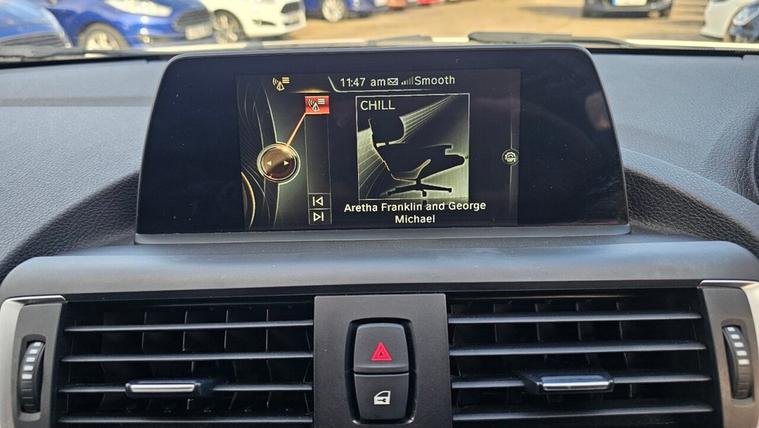 11:47 am Smooth
CHILL
Aretha Franklin and George
Michael